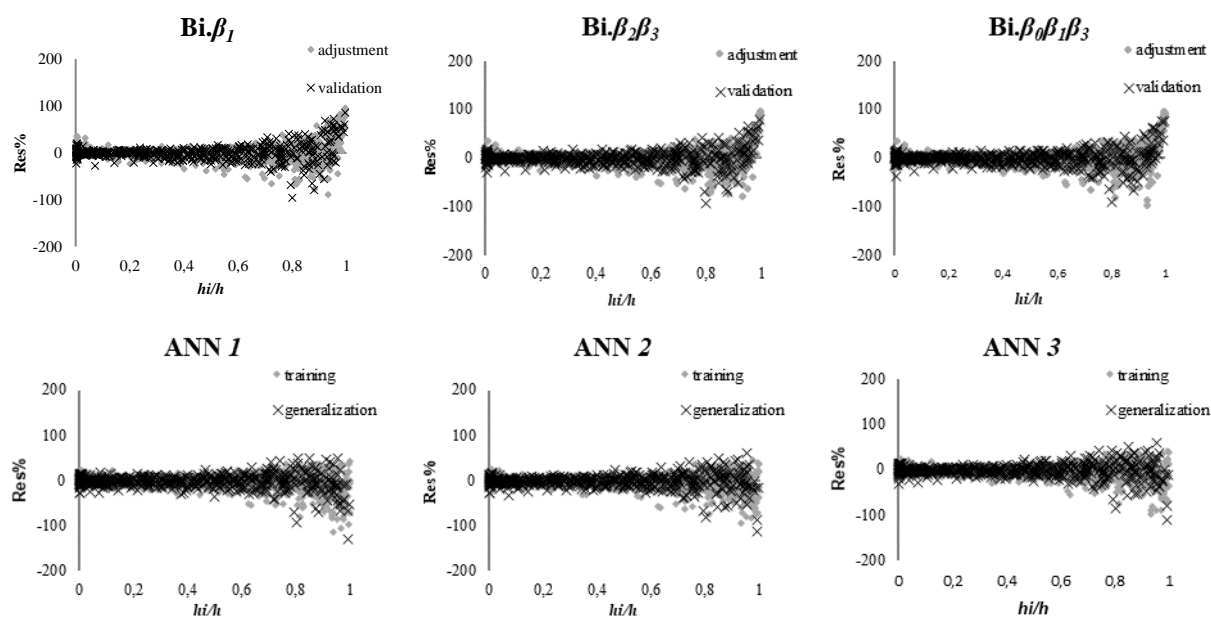 Bi.β1
adjustment
validation
200
100
0
-100
-200
Res%
0 0,2 0,4 0,6 0,8 1
hi/h
Bi.β2β3
adjustment
validation
200
100
0
-100
-200
Res%
0 0,2 0,4 0,6 0,8 1
hi/h
Bi.β0β1β3
adjustment
validation
200
100
0
-100
-200
Res%
0 0,2 0,4 0,6 0,8 1
hi/h
ANN 1
training
generalization
200
100
0
-100
-200
Res%
0 0,2 0,4 0,6 0,8 1
hi/h
ANN 2
training
generalization
200
100
0
-100
-200
Res%
0 0,2 0,4 0,6 0,8 1
hi/h
ANN 3
training
generalization
200
100
0
-100
-200
Res%
0 0,2 0,4 0,6 0,8 1
hi/h